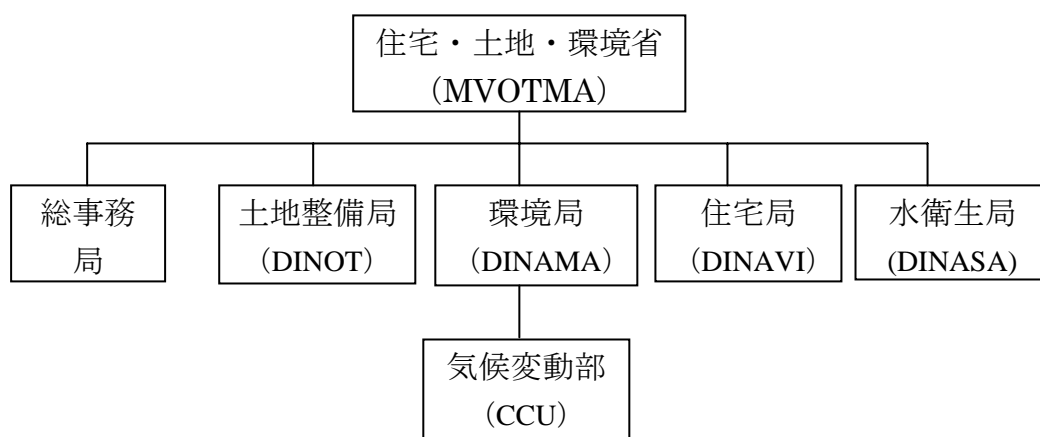 住宅・土地・環境省
（MVOTMA）
総事務
局
土地整備局
（DINOT）
環境局
（DINAMA）
住宅局
（DINAVI）
水衛生局
(DINASA)
気候変動部
（CCU）